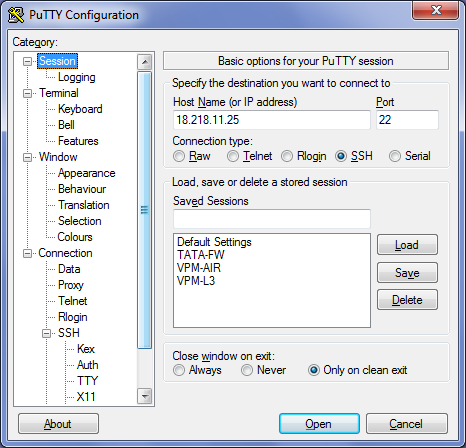 PuTTY Configuration
Category:
Session
Logging
Terminal
Keyboard
Bell
Features
Window
Appearance
Behaviour
Translation
Selection
Colours
Connection
Data
Proxy
Telnet
Rlogin
SSH
Kex
Auth
TTY
X11
Basic options for your PuTTY session
Specify the destination you want to connect to
Host Name (or IP address) Port
18.218.11.25 22
Connection type:
Raw Telnet Rlogin SSH Serial
Load, save or delete a stored session
Saved Sessions
Default Settings
TATA-FW
VPM-AIR
VPM-L3
Load
Save
Delete
Close window on exit:
Always Never Only on clean exit
About Open Cancel